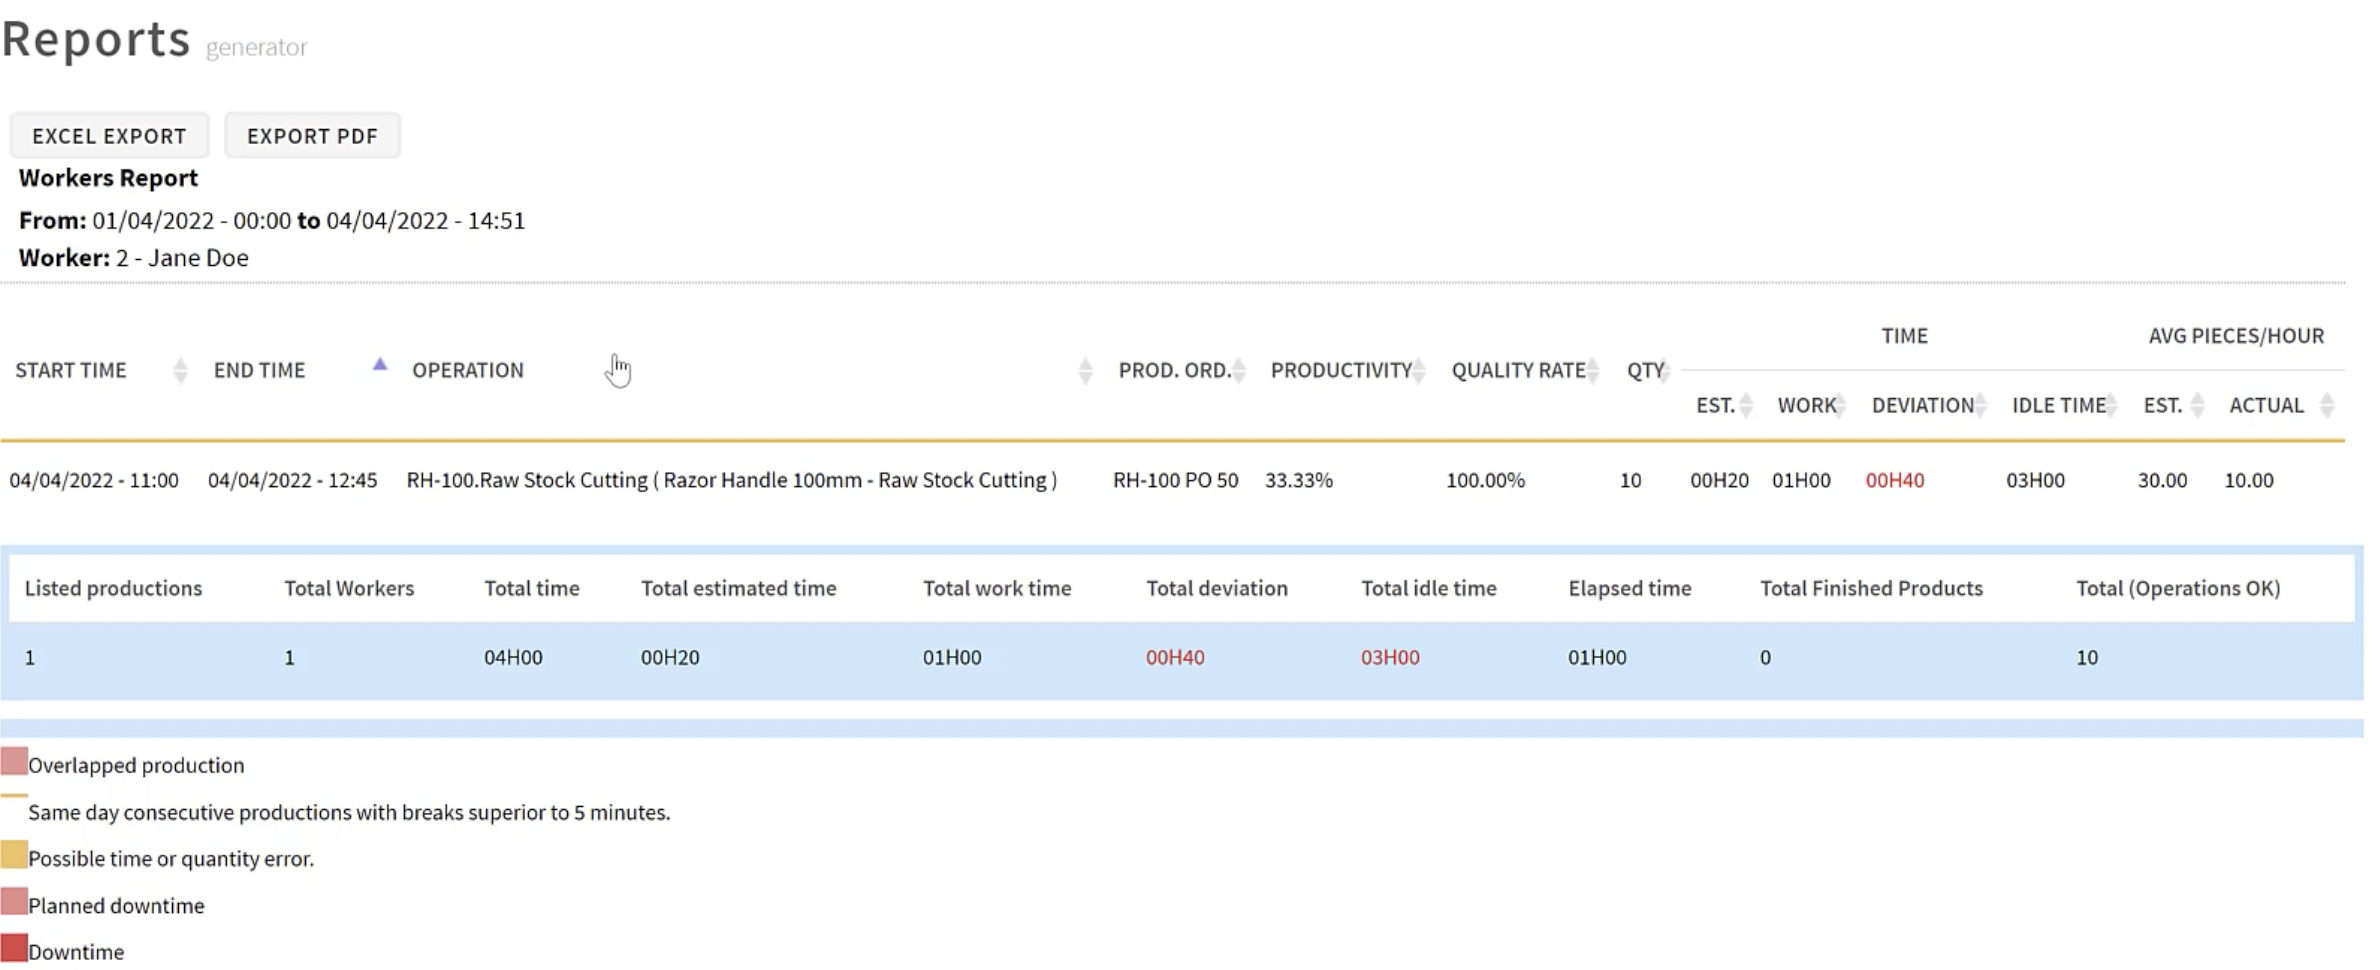 Reports generator
EXCEL EXPORT EXPORT PDF
Workers Report
From: 01/04/2022 - 00:00 to 04/04/2022 - 14:51
Worker: 2 - Jane Doe
TIME AVG PIECES/HOUR
START TIME END TIME OPERATION PROD. ORD. PRODUCTIVITY QUALITY RATE QTY
EST. WORK DEVIATION IDLE TIME EST. ACTUAL
04/04/2022 - 11:00 04/04/2022 - 12:45 RH-100.Raw Stock Cutting ( Razor Handle 100mm - Raw Stock Cutting ) RH-100 PO 50 33.33% 100.00% 10 00H20 01H00 00H40 03H00 30.00 10.00
Listed productions Total Workers Total time Total estimated time Total work time Total deviation Total idle time Elapsed time Total Finished Products Total (Operations OK)
1 1 04H00 00H20 01H00 00H40 03H00 01H00 0 10
Overlapped production
Same day consecutive productions with breaks superior to 5 minutes.
Possible time or quantity error.
Planned downtime
Downtime